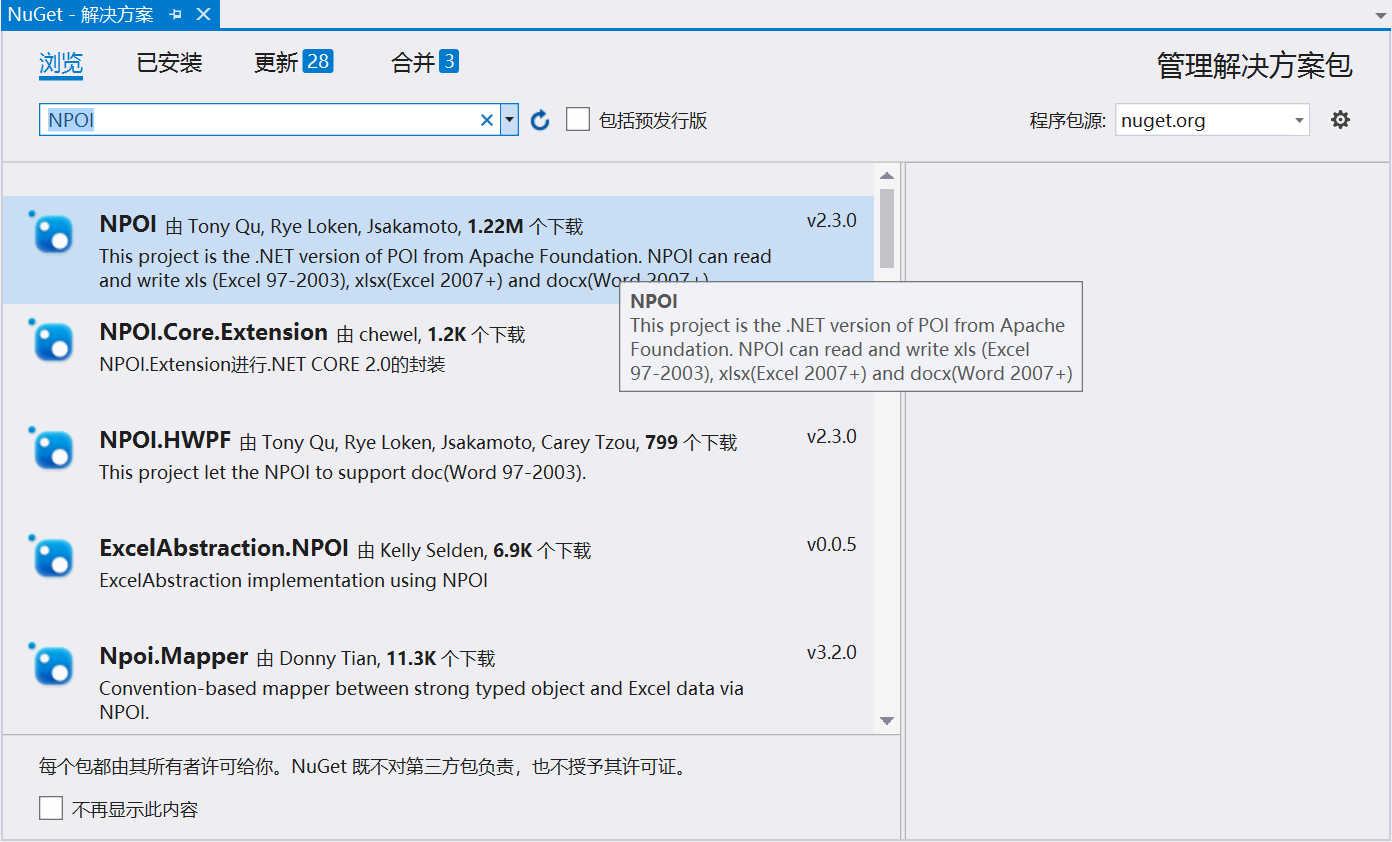 NuGet - 解决方案
浏览 已安装 更新 28 合并 3
管理解决方案包
NPOI
包括预发行版
程序包源: nuget.org
NPOI 由 Tony Qu, Rye Loken, Jsakamoto, 1.22M 个下载 v2.3.0
This project is the .NET version of POI from Apache Foundation. NPOI can read
and write xls (Excel 97-2003), xlsx(Excel 2007+) and docx(Word 2007+)
NPOI
This project is the .NET version of POI from Apache
Foundation. NPOI can read and write xls (Excel
97-2003), xlsx(Excel 2007+) and docx(Word 2007+)
NPOI.Core.Extension 由 chewel, 1.2K 个下载
NPOI.Extension进行.NET CORE 2.0的封装
NPOI.HWPF 由 Tony Qu, Rye Loken, Jsakamoto, Carey Tzou, 799 个下载 v2.3.0
This project let the NPOI to support doc(Word 97-2003).
ExcelAbstraction.NPOI 由 Kelly Selden, 6.9K 个下载 v0.0.5
ExcelAbstraction implementation using NPOI
Npoi.Mapper 由 Donny Tian, 11.3K 个下载 v3.2.0
Convention-based mapper between strong typed object and Excel data via
NPOI.
每个包都由其所有者许可给你。NuGet 既不对第三方包负责，也不授予其许可证。
不再显示此内容